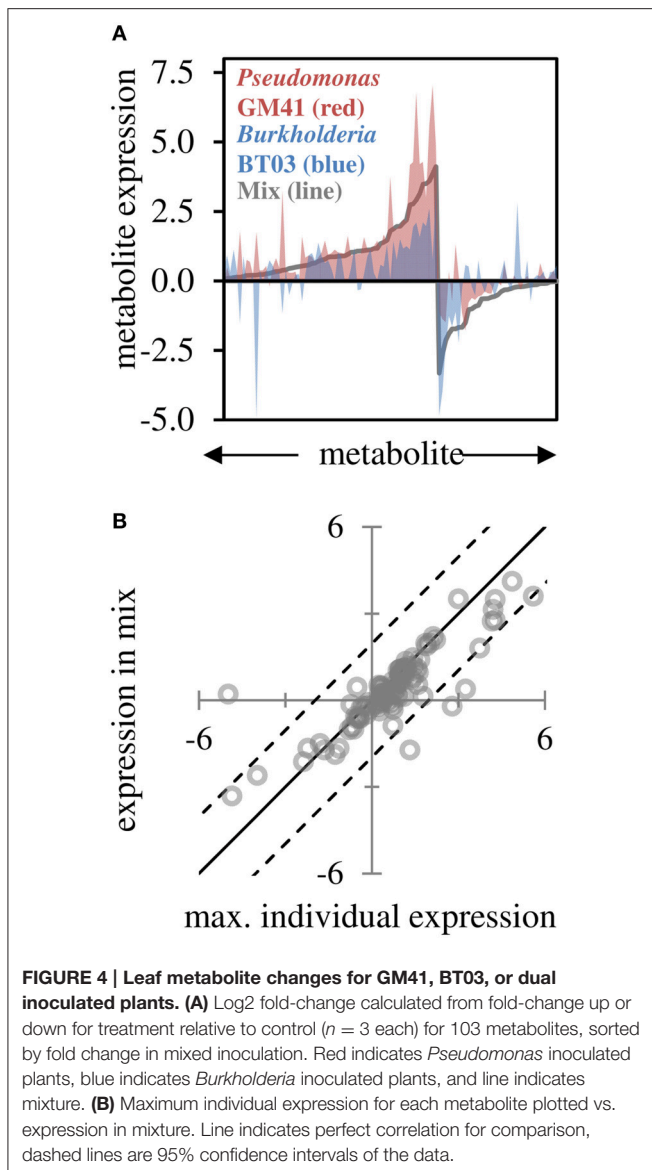 A
7.5
5.0
2.5
0.0
-2.5
-5.0
metabolite expression
Pseudomonas
GM41 (red)
Burkholderia
BT03 (blue)
Mix (line)
metabolite
B
6
-6
6
-6
expression in mix
max. individual expression
FIGURE 4 | Leaf metabolite changes for GM41, BT03, or dual
inoculated plants. (A) Log2 fold-change calculated from fold-change up or
down for treatment relative to control (n = 3 each) for 103 metabolites, sorted
by fold change in mixed inoculation. Red indicates Pseudomonas inoculated
plants, blue indicates Burkholderia inoculated plants, and line indicates
mixture. (B) Maximum individual expression for each metabolite plotted vs.
expression in mixture. Line indicates perfect correlation for comparison,
dashed lines are 95% confidence intervals of the data.